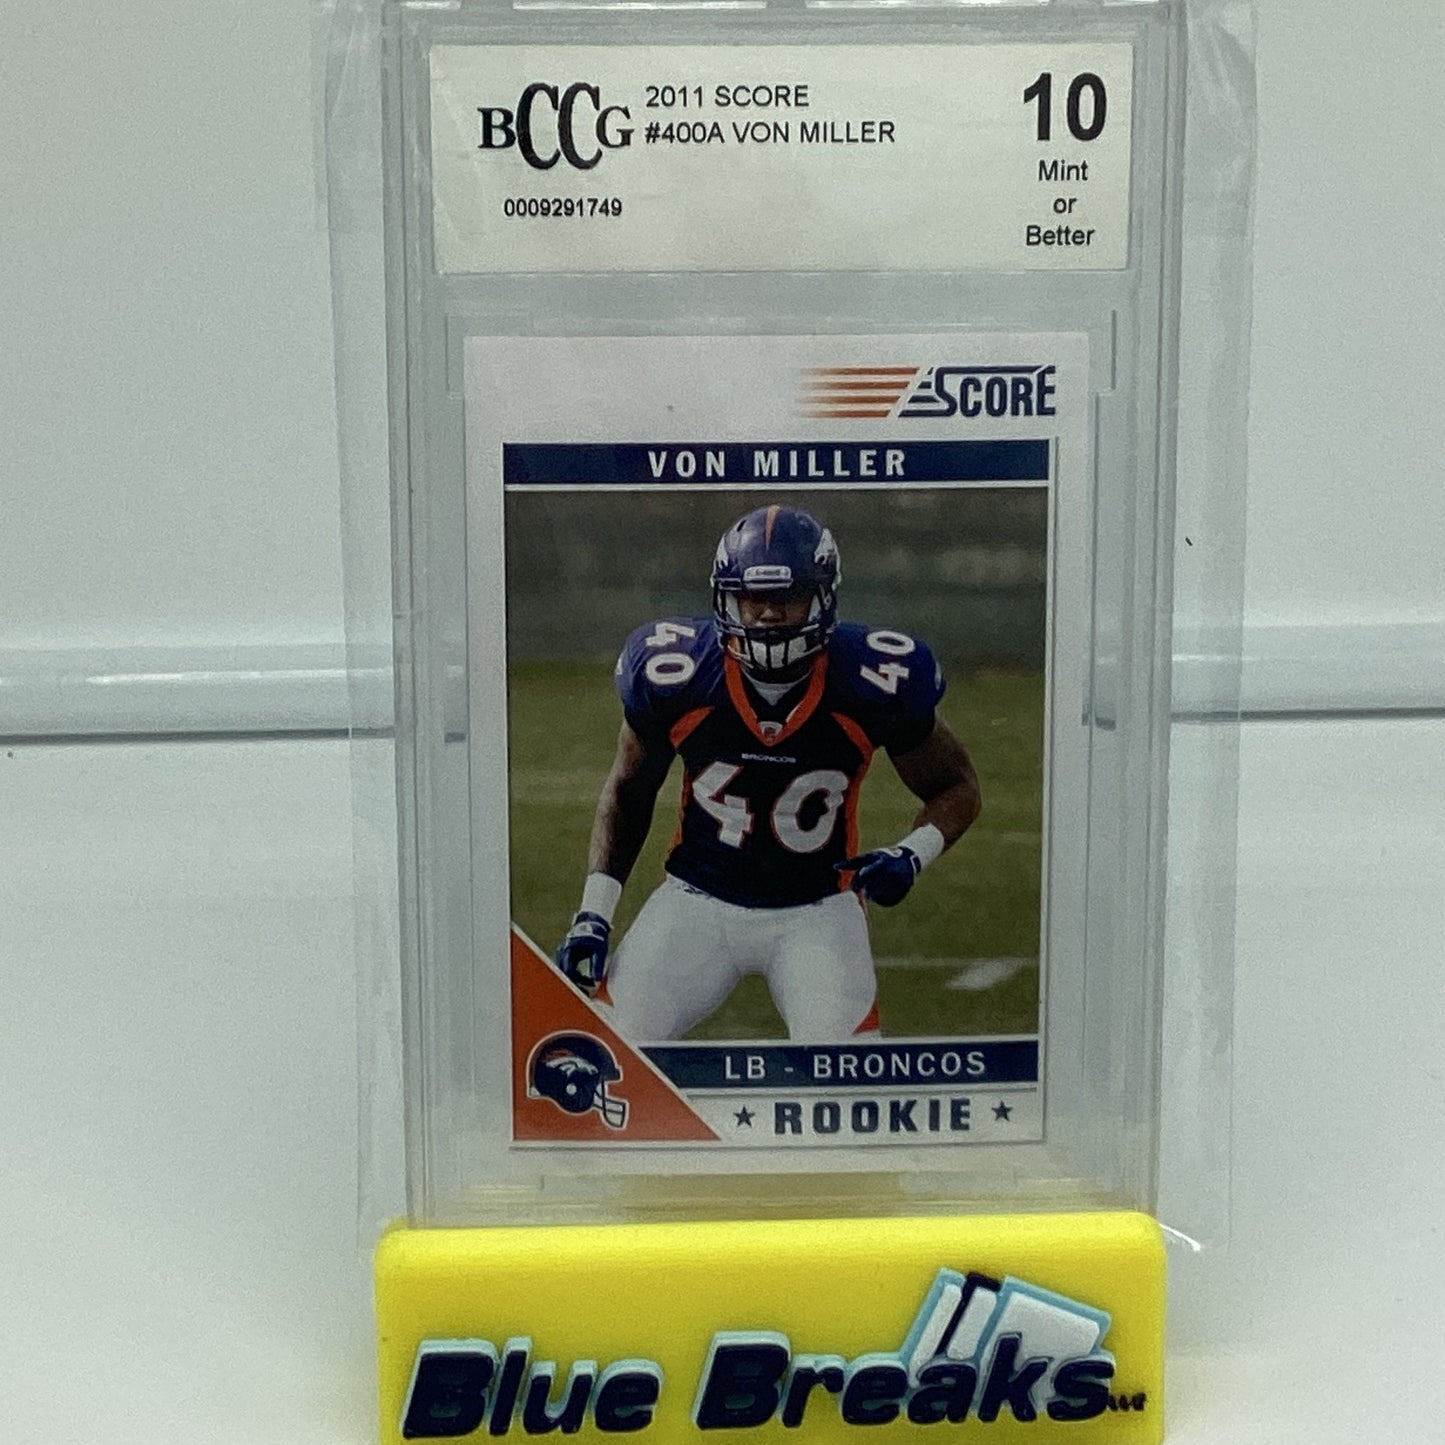 BCCG
2011 SCORE
#400A VON MILLER
0009291749
10
Mint
or
Better
SCORE
VON MILLER
40
40
BRONCOS
40
LB - BRONCOS
★ ROOKIE ★
Blue Breaks LLC